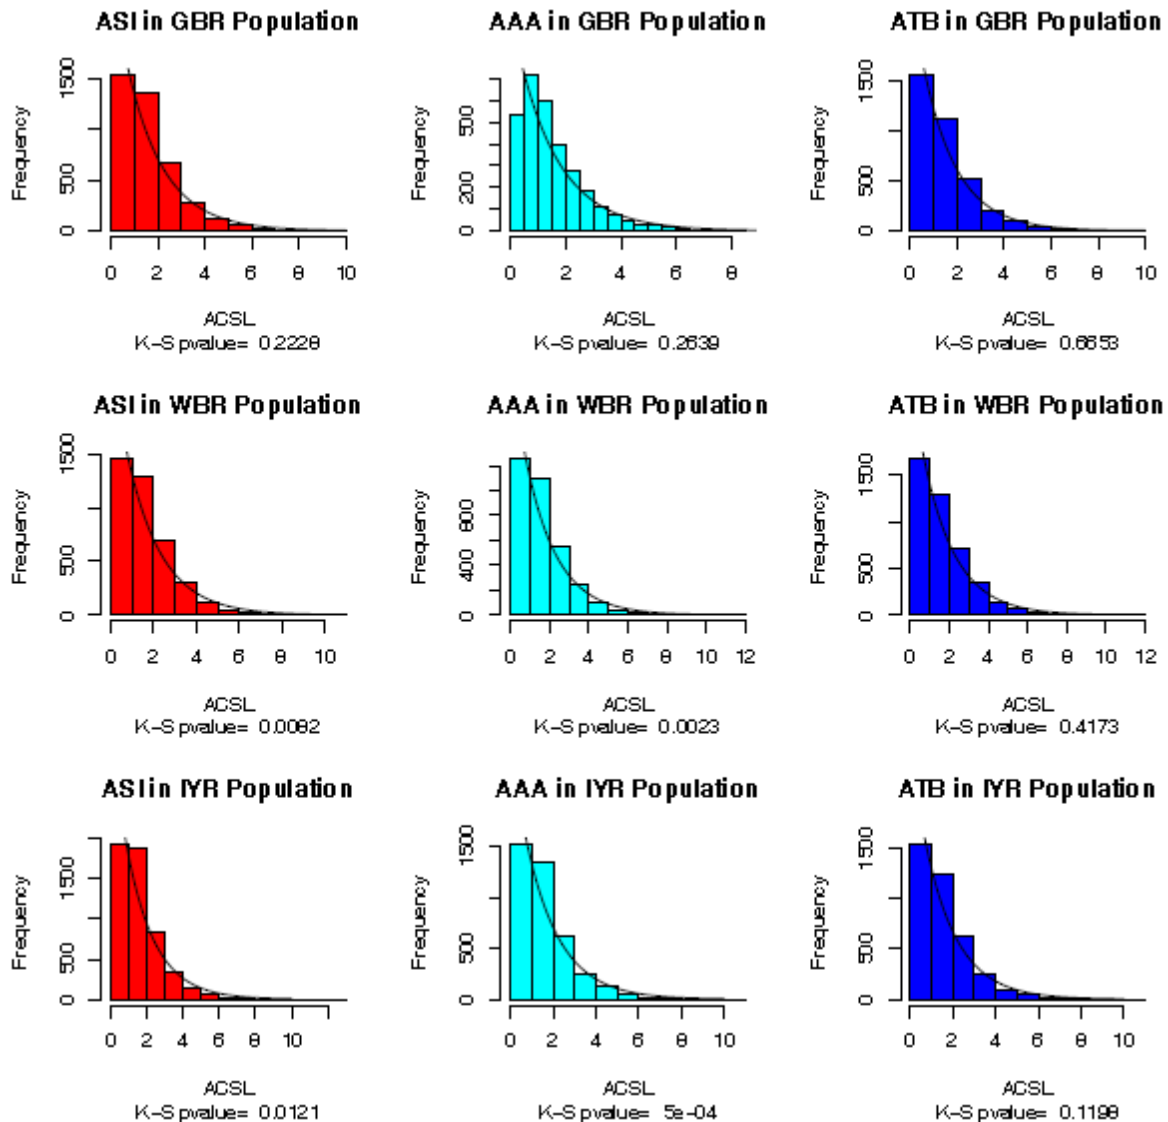 ASI in GBR Population
AAA in GBR Population
ATB in GBR Population
Frequency
1500
500
0
0 2 4 6 8 10
ACSL
K-S pvalue= 0.2228
Frequency
500
200
0
0 2 4 6 8
ACSL
K-S pvalue= 0.2639
Frequency
1500
500
0
0 2 4 6 8 10
ACSL
K-S pvalue= 0.6653
ASI in WBR Population
AAA in WBR Population
ATB in WBR Population
Frequency
1500
500
0
0 2 4 6 8 10
ACSL
K-S pvalue= 0.0082
Frequency
800
400
0
0 2 4 6 8 10 12
ACSL
K-S pvalue= 0.0023
Frequency
1500
500
0
0 2 4 6 8 10 12
ACSL
K-S pvalue= 0.4173
ASI in IYR Population
AAA in IYR Population
ATB in IYR Population
Frequency
1500
500
0
0 2 4 6 8 10
ACSL
K-S pvalue= 0.0121
Frequency
1500
500
0
0 2 4 6 8 10
ACSL
K-S pvalue= 5e-04
Frequency
1500
500
0
0 2 4 6 8 10
ACSL
K-S pvalue= 0.1198